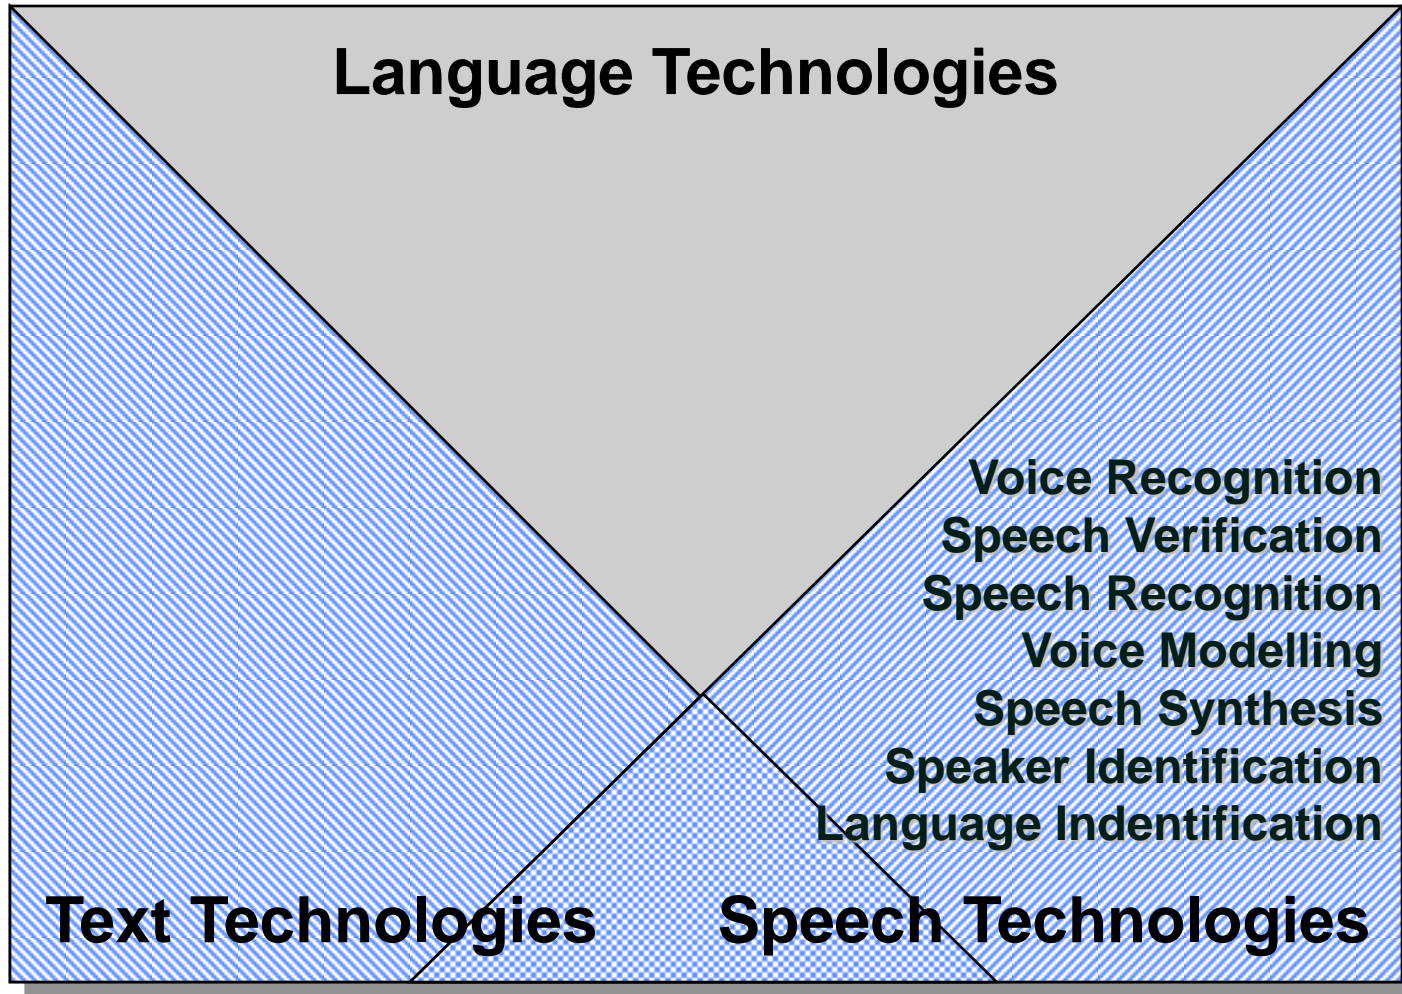 Language Technologies
Voice Recognition
Speech Verification
Speech Recognition
Voice Modelling
Speech Synthesis
Speaker Identification
Language Indentification
Text Technologies
Speech Technologies